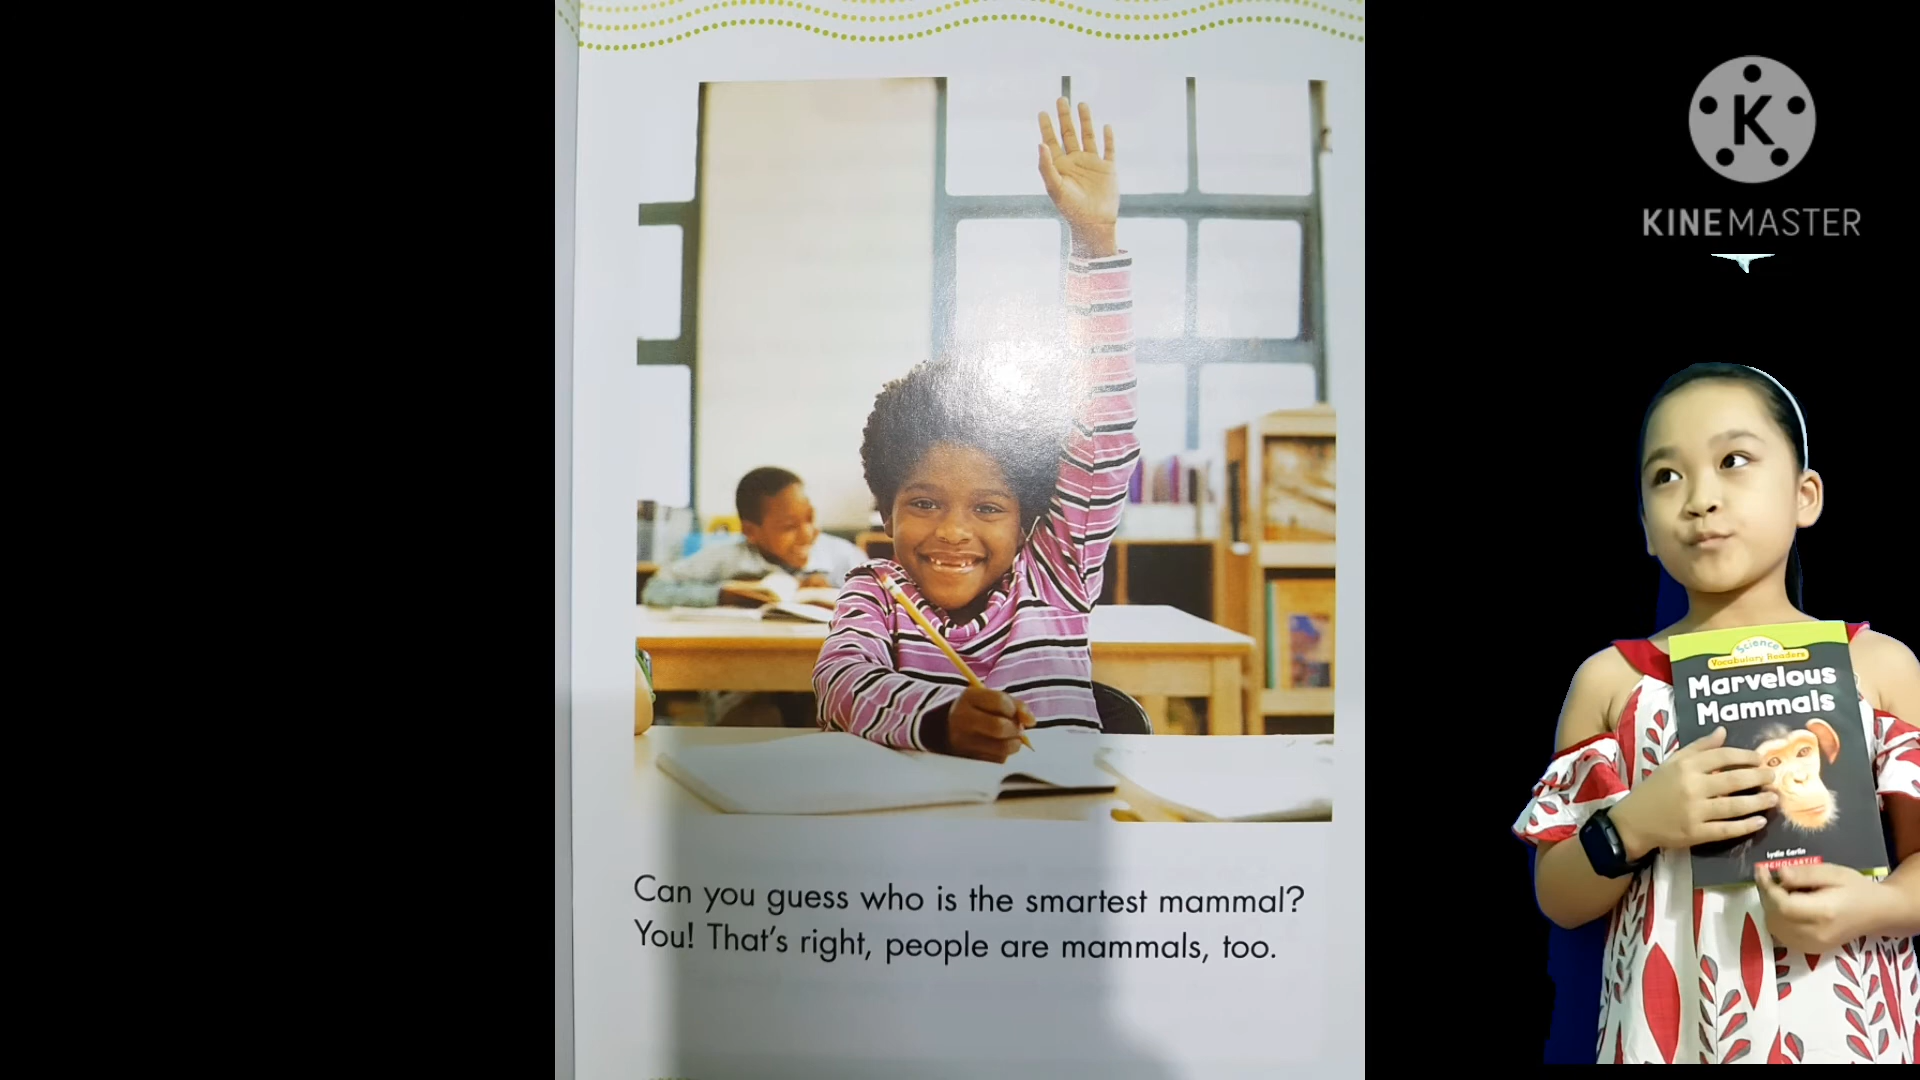 Can you guess who is the smartest mammal?
You! That's right, people are mammals, too.
K
KINEMASTER
Science
Vocabulary Readers
Marvelous
Mammals
Lydia Carlin
SCHOLASTIC